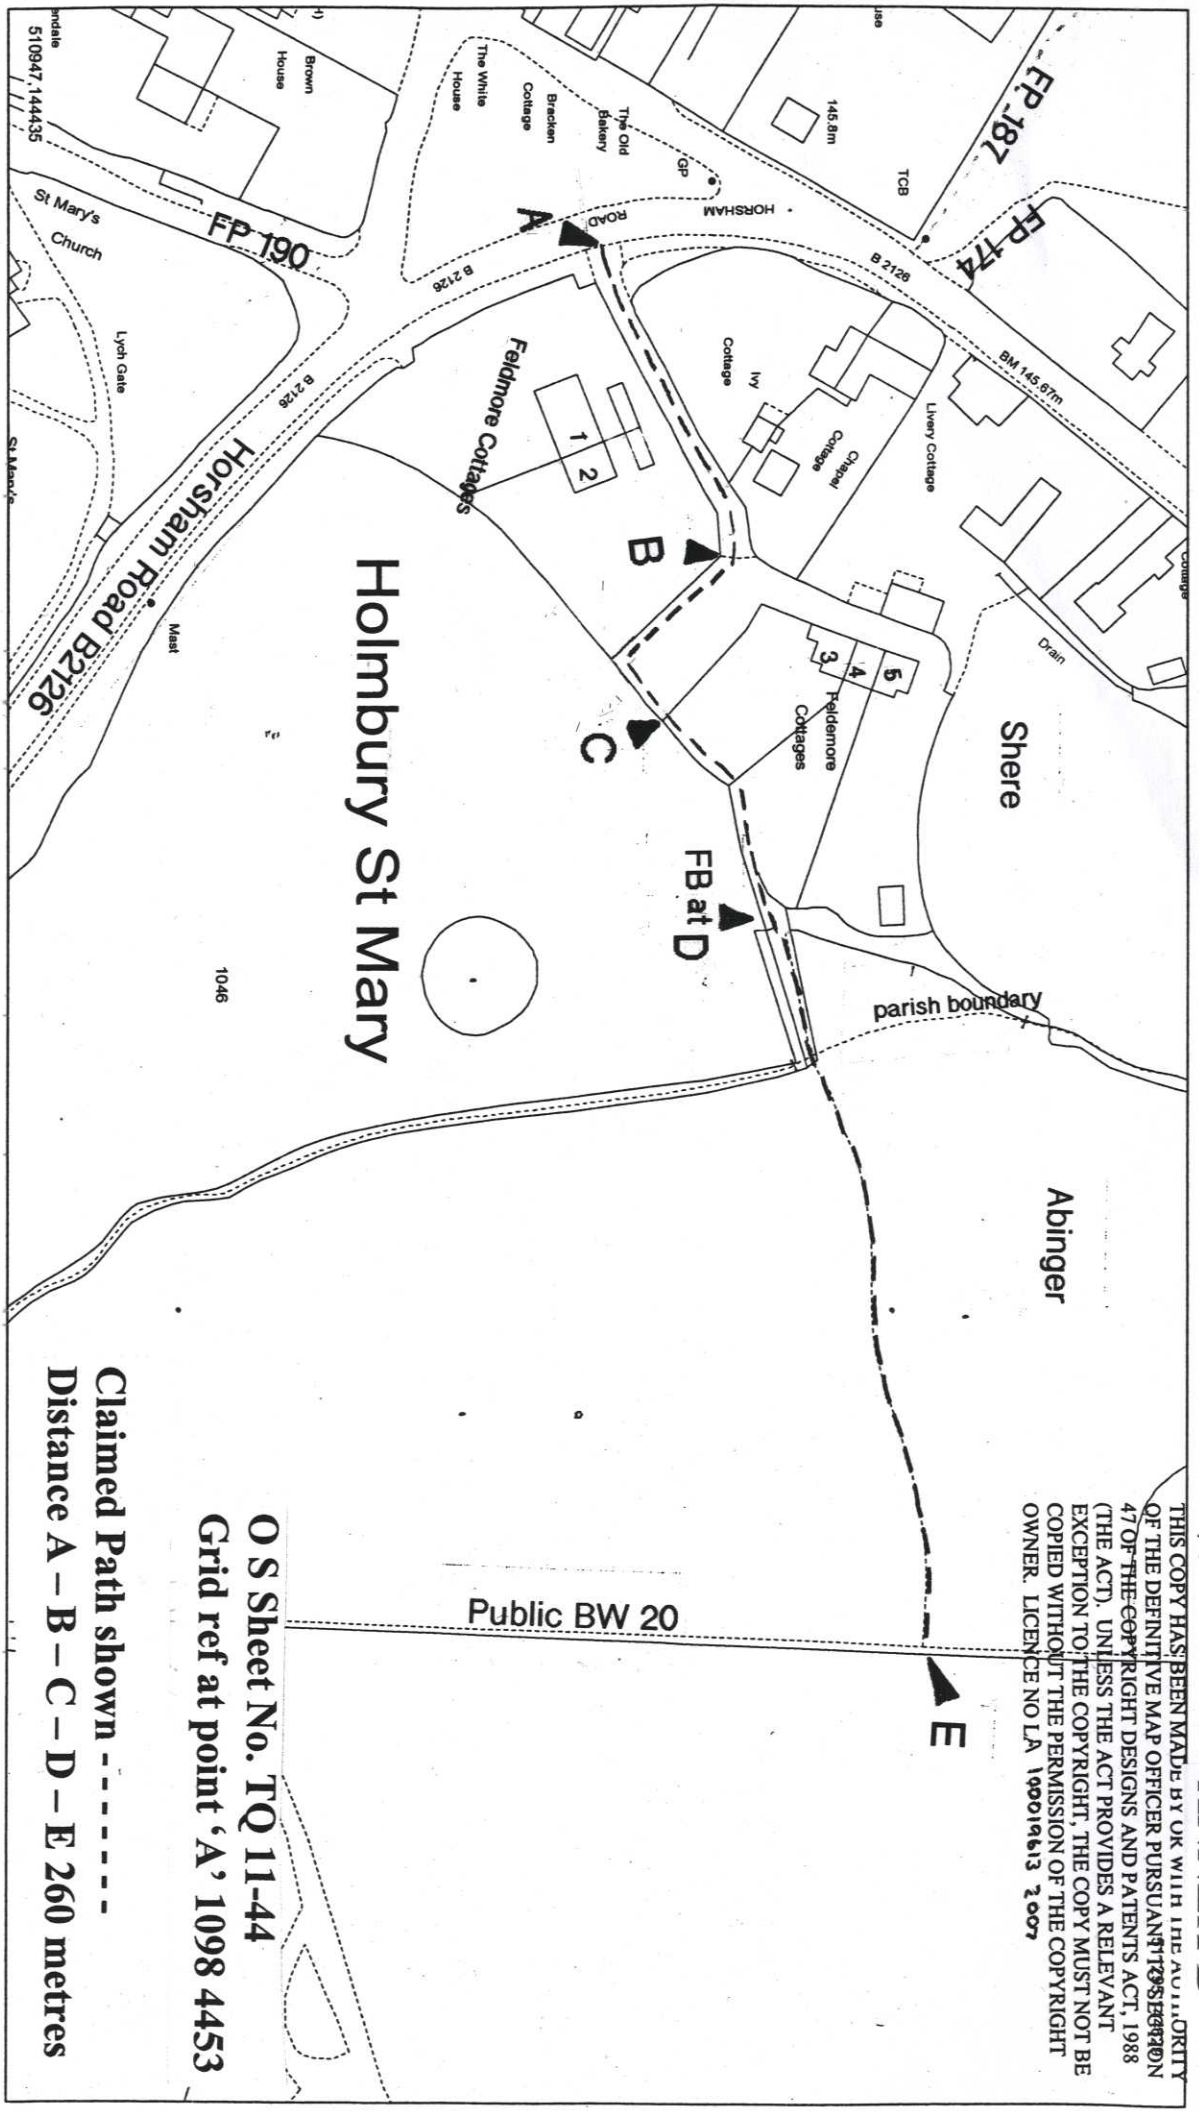 THIS COPY HAS BEEN MADE BY OR WITH THE AUTHORITY
OF THE DEFINITIVE MAP OFFICER PURSUANT TO SECTION
47 OF THE COPYRIGHT DESIGNS AND PATENTS ACT, 1988
(THE ACT). UNLESS THE ACT PROVIDES A RELEVANT
EXCEPTION TO THE COPYRIGHT, THE COPY MUST NOT BE
COPIED WITHOUT THE PERMISSION OF THE COPYRIGHT
OWNER. LICENCE NO LA 100019613 2007
FP 187
FP 174
TCB
145.8m
B 2126
BM 145.67m
HORSHAM
ROAD
GP
The Old
Bakery
Bracken
Cottage
The White
House
Brown
House
510947,144435
endale
St Mary's
Church
FP 190
Lych Gate
St Mary's
B 2126
B 2126
A
Ivy
Cottage
Chapel
Cottage
Livery Cottage
Cottage
Drain
Feldmore Cottages
1
2
B
3
4
5
Feldemore
Cottages
Shere
C
FB at D
parish boundary
Abinger
Horsham Road B2126
Mast
Holmbury St Mary
1046
Public BW 20
E
O S Sheet No. TQ 11-44
Grid ref at point ‘A’ 1098 4453
Claimed Path shown - - - - - - -
Distance A – B – C – D – E 260 metres